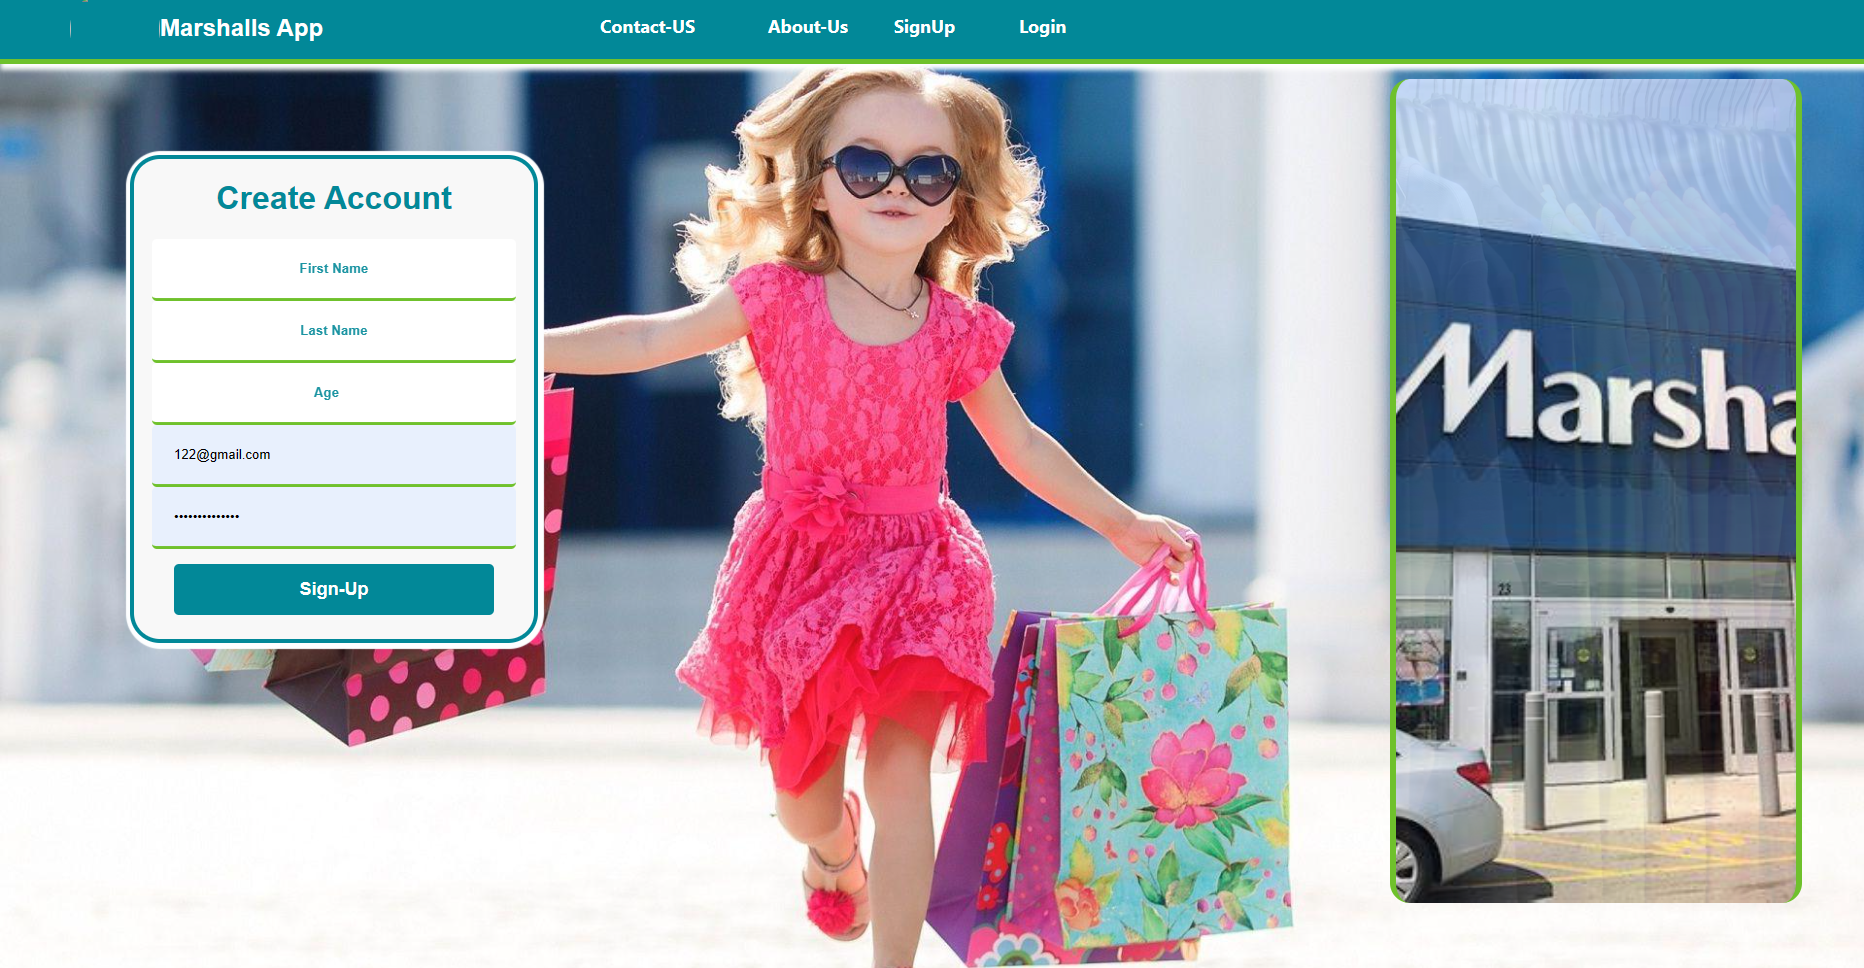 Marshalls App
Contact-US
About-Us
SignUp
Login
Create Account
First Name
Last Name
Age
122@gmail.com
••••••••••••••
Sign-Up
Marsha
23